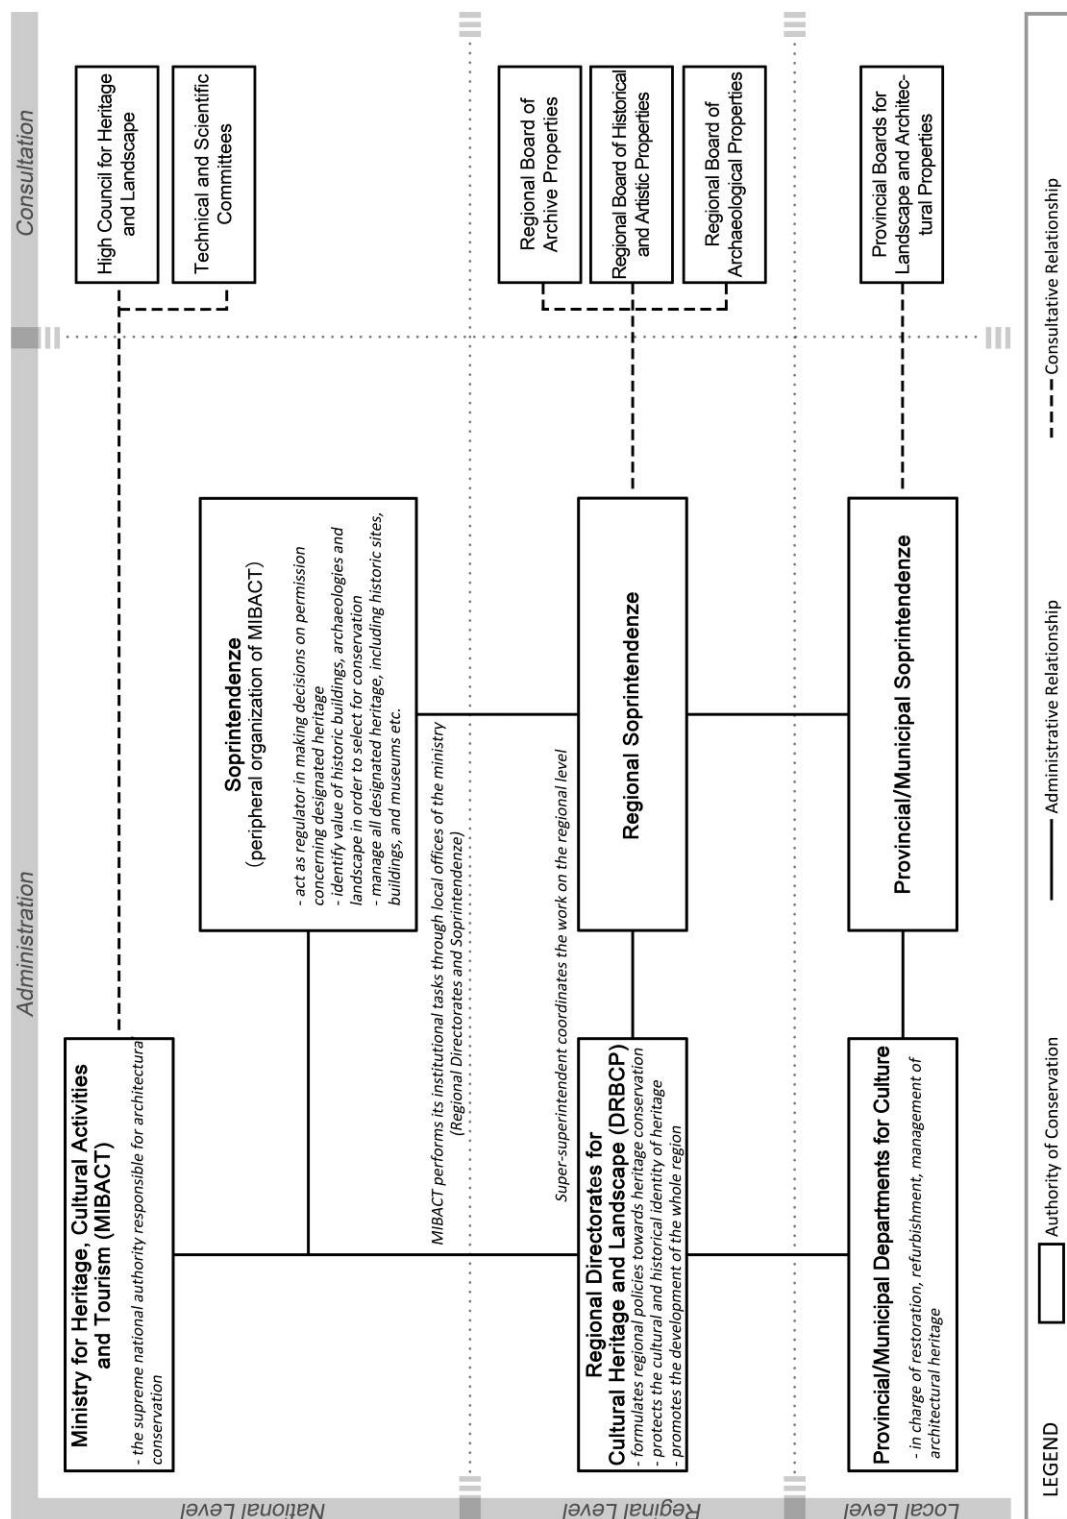 Administration
Consultation
National Level
Ministry for Heritage, Cultural Activities
and Tourism (MIBACT)
- the supreme national authority responsible for architectural
conservation
High Council for Heritage
and Landscape
Technical and Scientific
Committees
Soprintendenze
(peripheral organization of MIBACT)
- act as regulator in making decisions on permission
concerning designated heritage
- identify value of historic buildings, archaeologies and
landscape in order to select for conservation
- manage all designated heritage, including historic sites,
buildings, and museums etc.
MIBACT performs its institutional tasks through local offices of the ministry
(Regional Directorates and Soprintendenze)
Reginal Level
Super-superintendent coordinates the work on the regional level
Regional Directorates for
Cultural Heritage and Landscape (DRBCP)
- formulates regional policies towards heritage conservation
- protects the cultural and historical identity of heritage
- promotes the development of the whole region
Regional Soprintendenze
Regional Board of
Archive Properties
Regional Board of Historical
and Artistic Properties
Regional Board of
Archaeological Properties
Local Level
Provincial/Municipal Departments for Culture
- in charge of restoration, refurbishment, management of
architectural heritage
Provincial/Municipal Soprintendenze
Provincial Boards for
Landscape and Architec-
tural Properties
LEGEND
Authority of Conservation
Administrative Relationship
Consultative Relationship